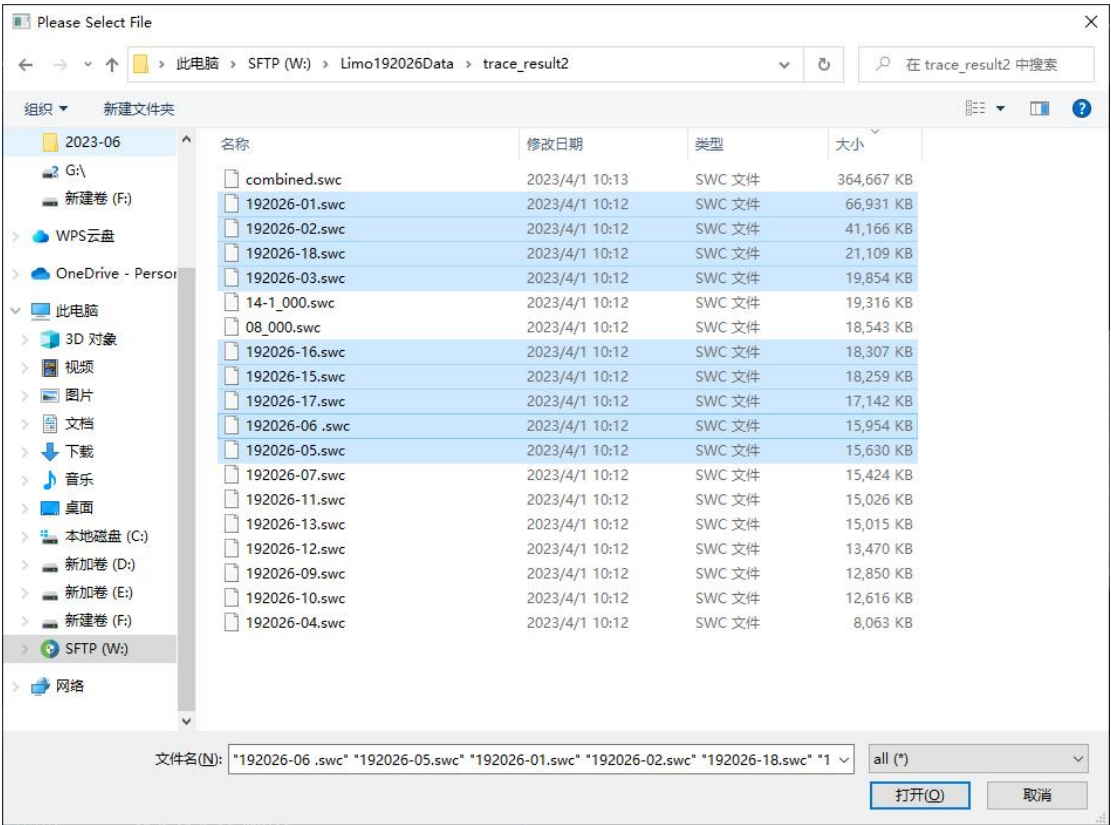 Please Select File
此电脑 › SFTP (W:) › Limo192026Data › trace_result2
在 trace_result2 中搜索
组织 新建文件夹
2023-06
G:\
新建卷 (F:)
WPS云盘
OneDrive - Person
此电脑
3D 对象
视频
图片
文档
下载
音乐
桌面
本地磁盘 (C:)
新加卷 (D:)
新加卷 (E:)
新建卷 (F:)
SFTP (W:)
网络
名称 修改日期 类型 大小
combined.swc 2023/4/1 10:13 SWC 文件 364,667 KB
192026-01.swc 2023/4/1 10:12 SWC 文件 66,931 KB
192026-02.swc 2023/4/1 10:12 SWC 文件 41,166 KB
192026-18.swc 2023/4/1 10:12 SWC 文件 21,109 KB
192026-03.swc 2023/4/1 10:12 SWC 文件 19,854 KB
14-1_000.swc 2023/4/1 10:12 SWC 文件 19,316 KB
08_000.swc 2023/4/1 10:12 SWC 文件 18,543 KB
192026-16.swc 2023/4/1 10:12 SWC 文件 18,307 KB
192026-15.swc 2023/4/1 10:12 SWC 文件 18,259 KB
192026-17.swc 2023/4/1 10:12 SWC 文件 17,142 KB
192026-06 .swc 2023/4/1 10:12 SWC 文件 15,954 KB
192026-05.swc 2023/4/1 10:12 SWC 文件 15,630 KB
192026-07.swc 2023/4/1 10:12 SWC 文件 15,424 KB
192026-11.swc 2023/4/1 10:12 SWC 文件 15,026 KB
192026-13.swc 2023/4/1 10:12 SWC 文件 15,015 KB
192026-12.swc 2023/4/1 10:12 SWC 文件 13,470 KB
192026-09.swc 2023/4/1 10:12 SWC 文件 12,850 KB
192026-10.swc 2023/4/1 10:12 SWC 文件 12,616 KB
192026-04.swc 2023/4/1 10:12 SWC 文件 8,063 KB
文件名(N): "192026-06 .swc" "192026-05.swc" "192026-01.swc" "192026-02.swc" "192026-18.swc" "1 all (*)
打开(O) 取消